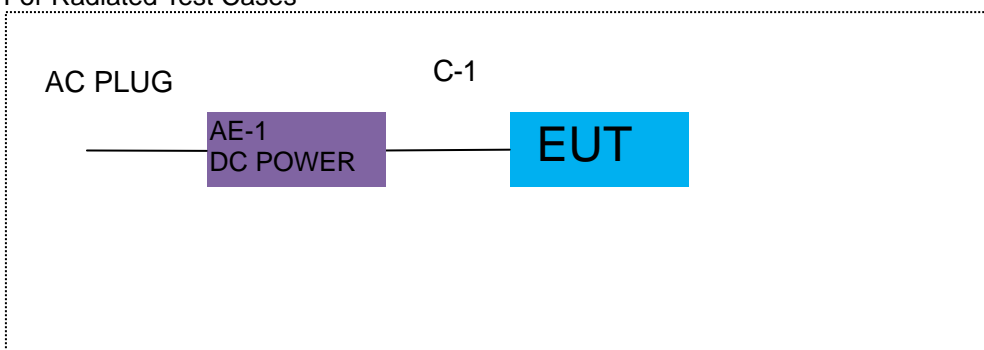 For Radiated Test Cases
AC PLUG
C-1
AE-1
DC POWER
EUT